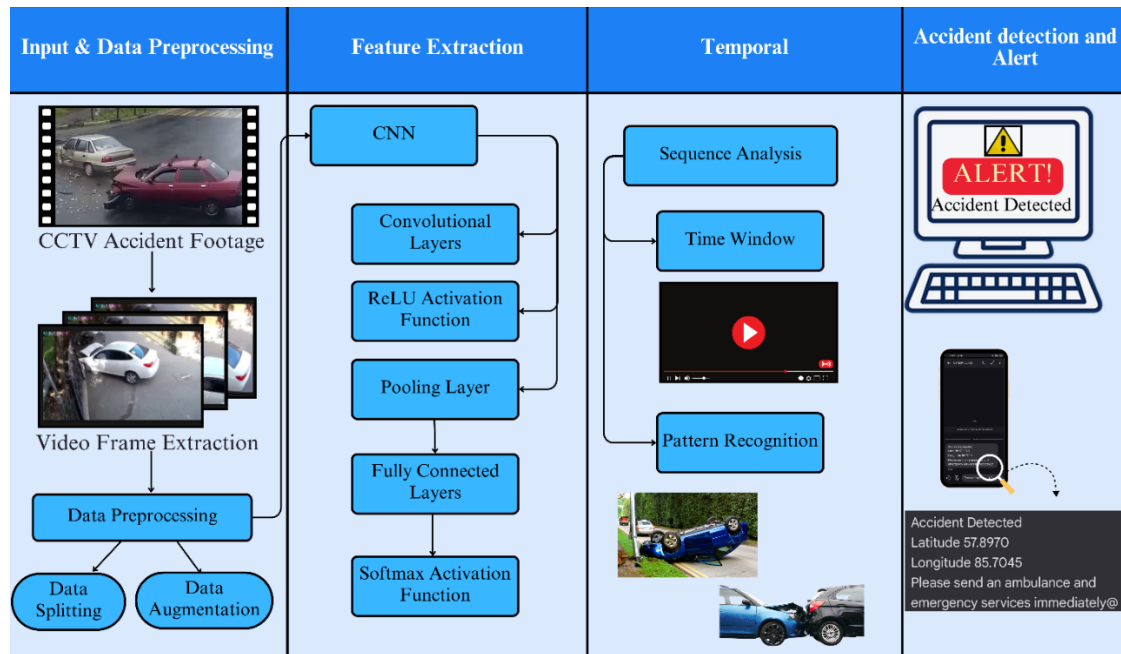 Input & Data Preprocessing
Feature Extraction
Temporal
Accident detection and
Alert
CCTV Accident Footage
Video Frame Extraction
Data Preprocessing
Data
Splitting
Data
Augmentation
CNN
Convolutional
Layers
ReLU Activation
Function
Pooling Layer
Fully Connected
Layers
Softmax Activation
Function
Sequence Analysis
Time Window
Pattern Recognition
ALERT!
Accident Detected
Accident Detected
Latitude 57.8970
Longitude 85.7045
Please send an ambulance and
emergency services immediately@